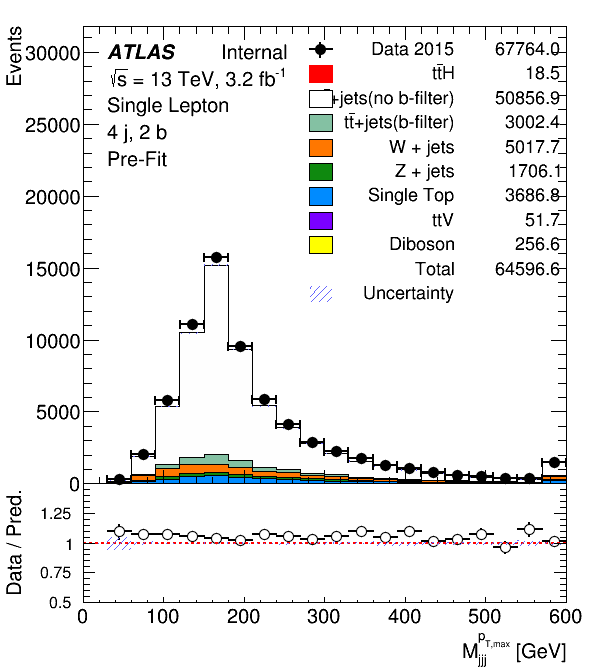 Events
30000
25000
20000
15000
10000
5000
0
ATLAS Internal
√s = 13 TeV, 3.2 fb⁻¹
Single Lepton
4 j, 2 b
Pre-Fit
Data 2015 67764.0
tt̄H 18.5
+jets(no b-filter) 50856.9
tt̄+jets(b-filter) 3002.4
W + jets 5017.7
Z + jets 1706.1
Single Top 3686.8
ttV 51.7
Diboson 256.6
Total 64596.6
Uncertainty
Data / Pred.
1.25
1
0.75
0.5
0 100 200 300 400 500 600
M_jjj^{p_T,max} [GeV]